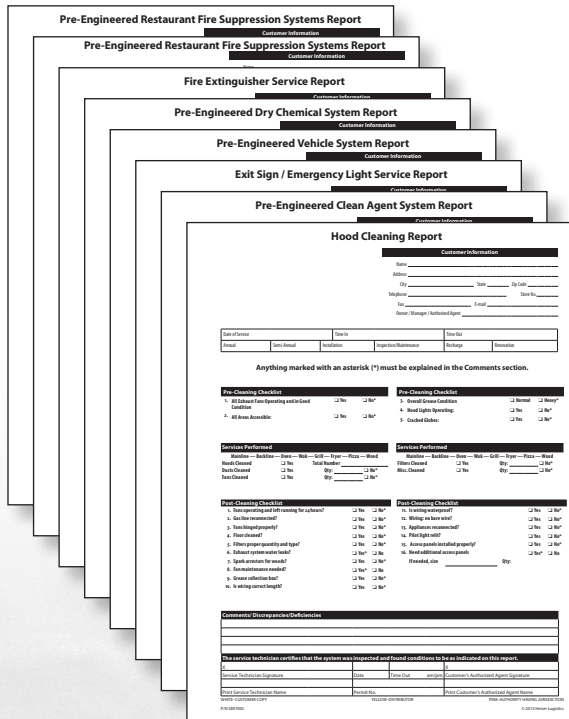 Pre-Engineered Restaurant Fire Suppression Systems Report
Customer Information
Pre-Engineered Restaurant Fire Suppression Systems Report
Fire Extinguisher Service Report
Customer Information
Pre-Engineered Dry Chemical System Report
Customer Information
Pre-Engineered Vehicle System Report
Customer Information
Exit Sign / Emergency Light Service Report
Customer Information
Pre-Engineered Clean Agent System Report
Customer Information
Hood Cleaning Report
Customer Information
Name
Address
City State Zip Code
Telephone Store No.
Fax E-mail
Owner / Manager / Authorized Agent
Date of Service Time In Time Out
Annual Semi-Annual Installation Inspection/Maintenance Recharge Renovation
Anything marked with an asterisk (*) must be explained in the Comments section.
Pre-Cleaning Checklist
1. All Exhaust Fans Operating and in Good Condition ❏ Yes ❏ No*
2. All Areas Accessible: ❏ Yes ❏ No*
Pre-Cleaning Checklist
3. Overall Grease Condition ❏ Normal ❏ Heavy*
4. Hood Lights Operating: ❏ Yes ❏ No*
5. Cracked Globes: ❏ Yes ❏ No*
Services Performed
Mainline — Backline — Oven — Wok — Grill — Fryer — Pizza — Wood
Hoods Cleaned ❏ Yes Total Number
Ducts Cleaned ❏ Yes Qty: ❏ No*
Fans Cleaned ❏ Yes Qty: ❏ No*
Services Performed
Mainline — Backline — Oven — Wok — Grill — Fryer — Pizza — Wood
Filters Cleaned ❏ Yes Qty: ❏ No*
Misc. Cleaned ❏ Yes Qty: ❏ No*
Post-Cleaning Checklist
1. Fans operating and left running for 24 hours? ❏ Yes ❏ No*
2. Gas line reconnected? ❏ Yes ❏ No*
3. Fans hinged properly? ❏ Yes ❏ No*
4. Floor cleaned? ❏ Yes ❏ No*
5. Filters proper quantity and type? ❏ Yes ❏ No*
6. Exhaust system water leaks? ❏ Yes* ❏ No
7. Spark arrestors for woods? ❏ Yes ❏ No*
8. Fan maintenance needed? ❏ Yes* ❏ No
9. Grease collection box? ❏ Yes ❏ No*
10. Is wiring correct length? ❏ Yes ❏ No*
Post-Cleaning Checklist
11. Is wiring waterproof? ❏ Yes ❏ No*
12. Wiring: no bare wire? ❏ Yes ❏ No*
13. Appliances reconnected? ❏ Yes ❏ No*
14. Pilot light relit? ❏ Yes ❏ No*
15. Access panels installed properly? ❏ Yes ❏ No*
16. Need additional access panels ❏ Yes* ❏ No
If needed, size Qty:
Comments/ Discrepancies/Deficiencies
The service technician certifies that the system was inspected and found conditions to be as indicated on this report.
X X
Service Technician Signature Date Time Out am/pm Customer's Authorized Agent Signature
Print Service Technician Name Permit No. Print Customer's Authorized Agent Name
WHITE-CUSTOMER COPY YELLOW-DISTRIBUTOR PINK-AUTHORITY HAVING JURISDICTION
© 2013 Heiser Logistics